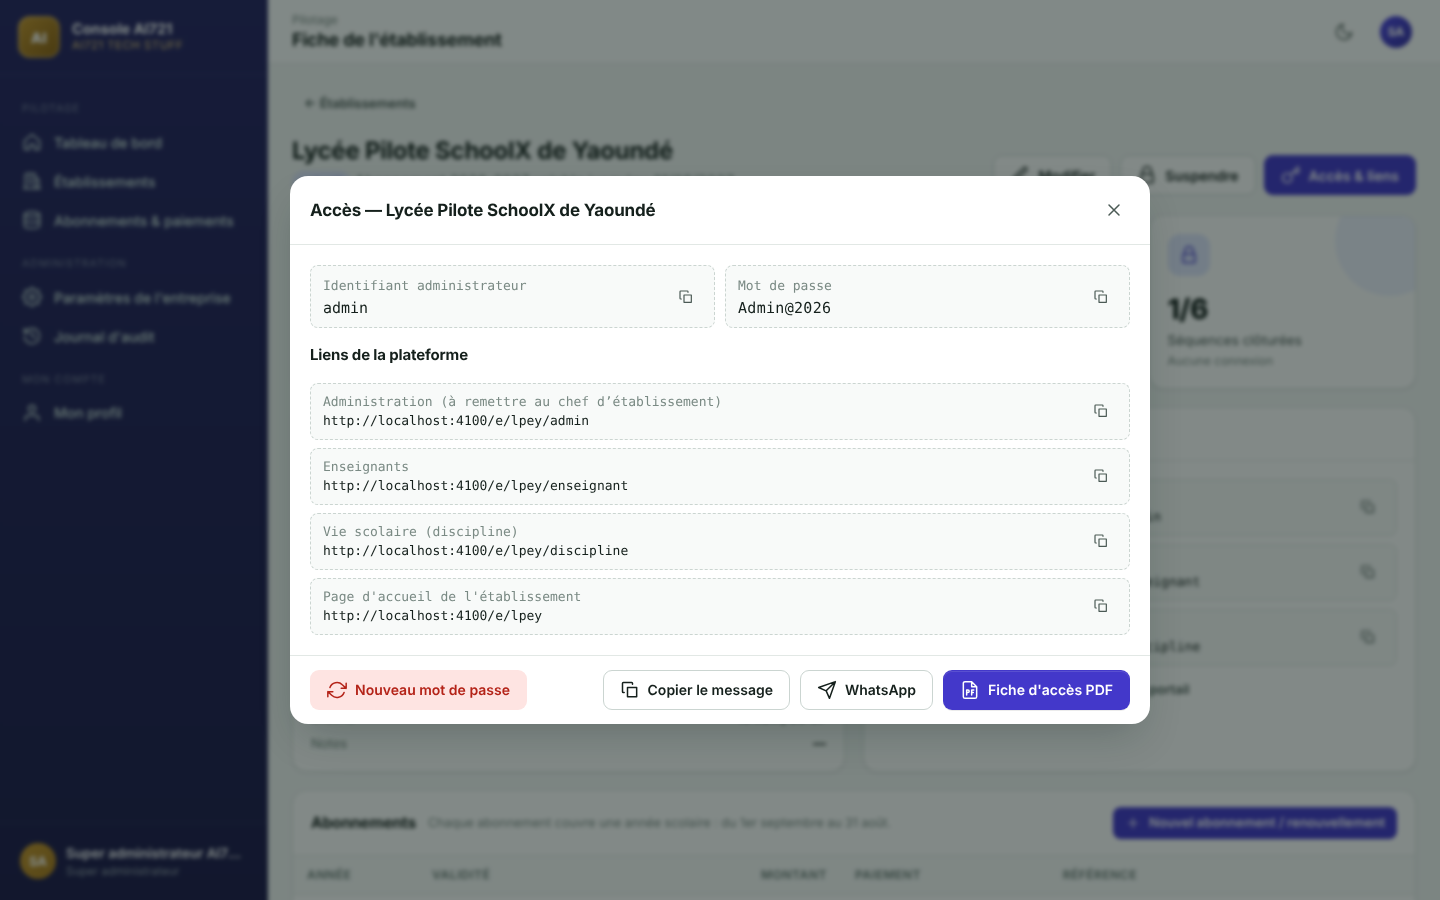 AI
Console AI721
AI721 TECH STUFF
Pilotage
Fiche de l'établissement
SA
PILOTAGE
Tableau de bord
Établissements
Abonnements & paiements
ADMINISTRATION
Paramètres de l'entreprise
Journal d'audit
MON COMPTE
Mon profil
← Établissements
Lycée Pilote SchoolX de Yaoundé
Modifier
Suspendre
Accès & liens
Accès — Lycée Pilote SchoolX de Yaoundé
Identifiant administrateur
admin
Mot de passe
Admin@2026
Liens de la plateforme
Administration (à remettre au chef d’établissement)
http://localhost:4100/e/lpey/admin
Enseignants
http://localhost:4100/e/lpey/enseignant
Vie scolaire (discipline)
http://localhost:4100/e/lpey/discipline
Page d'accueil de l'établissement
http://localhost:4100/e/lpey
Nouveau mot de passe
Copier le message
WhatsApp
Fiche d'accès PDF
1/6
Séquences clôturées
Aucune connexion
Notes
—
Abonnements
Chaque abonnement couvre une année scolaire : du 1er septembre au 31 août.
+ Nouvel abonnement / renouvellement
ANNÉE
VALIDITÉ
MONTANT
PAIEMENT
RÉFÉRENCE
SA
Super administrateur AI7…
Super administrateur